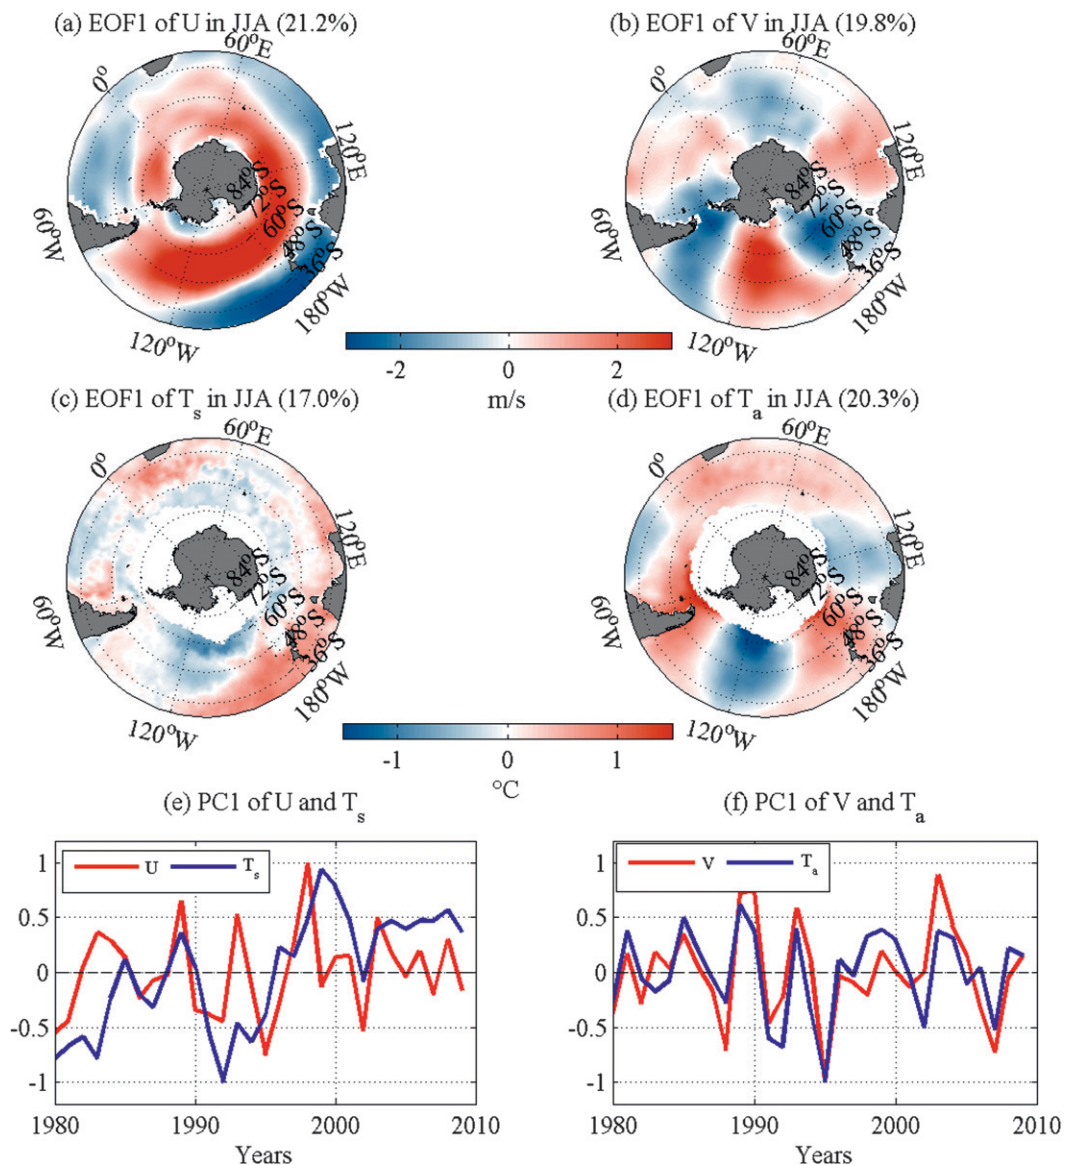 (a) EOF1 of U in JJA (21.2%)
(b) EOF1 of V in JJA (19.8%)
60°E
0°
120°E
84°S
72°S
60°S
48°S
36°S
60°W
180°W
120°W
60°E
0°
120°E
84°S
72°S
60°S
48°S
36°S
60°W
180°W
120°W
-2 0 2
m/s
(c) EOF1 of Ts in JJA (17.0%)
(d) EOF1 of Ta in JJA (20.3%)
60°E
0°
120°E
84°S
72°S
60°S
48°S
36°S
60°W
180°W
120°W
60°E
0°
120°E
84°S
72°S
60°S
48°S
36°S
60°W
180°W
120°W
-1 0 1
°C
(e) PC1 of U and Ts
(f) PC1 of V and Ta
U Ts
1
0.5
0
-0.5
-1
1980 1990 2000 2010
Years
V Ta
1
0.5
0
-0.5
-1
1980 1990 2000 2010
Years